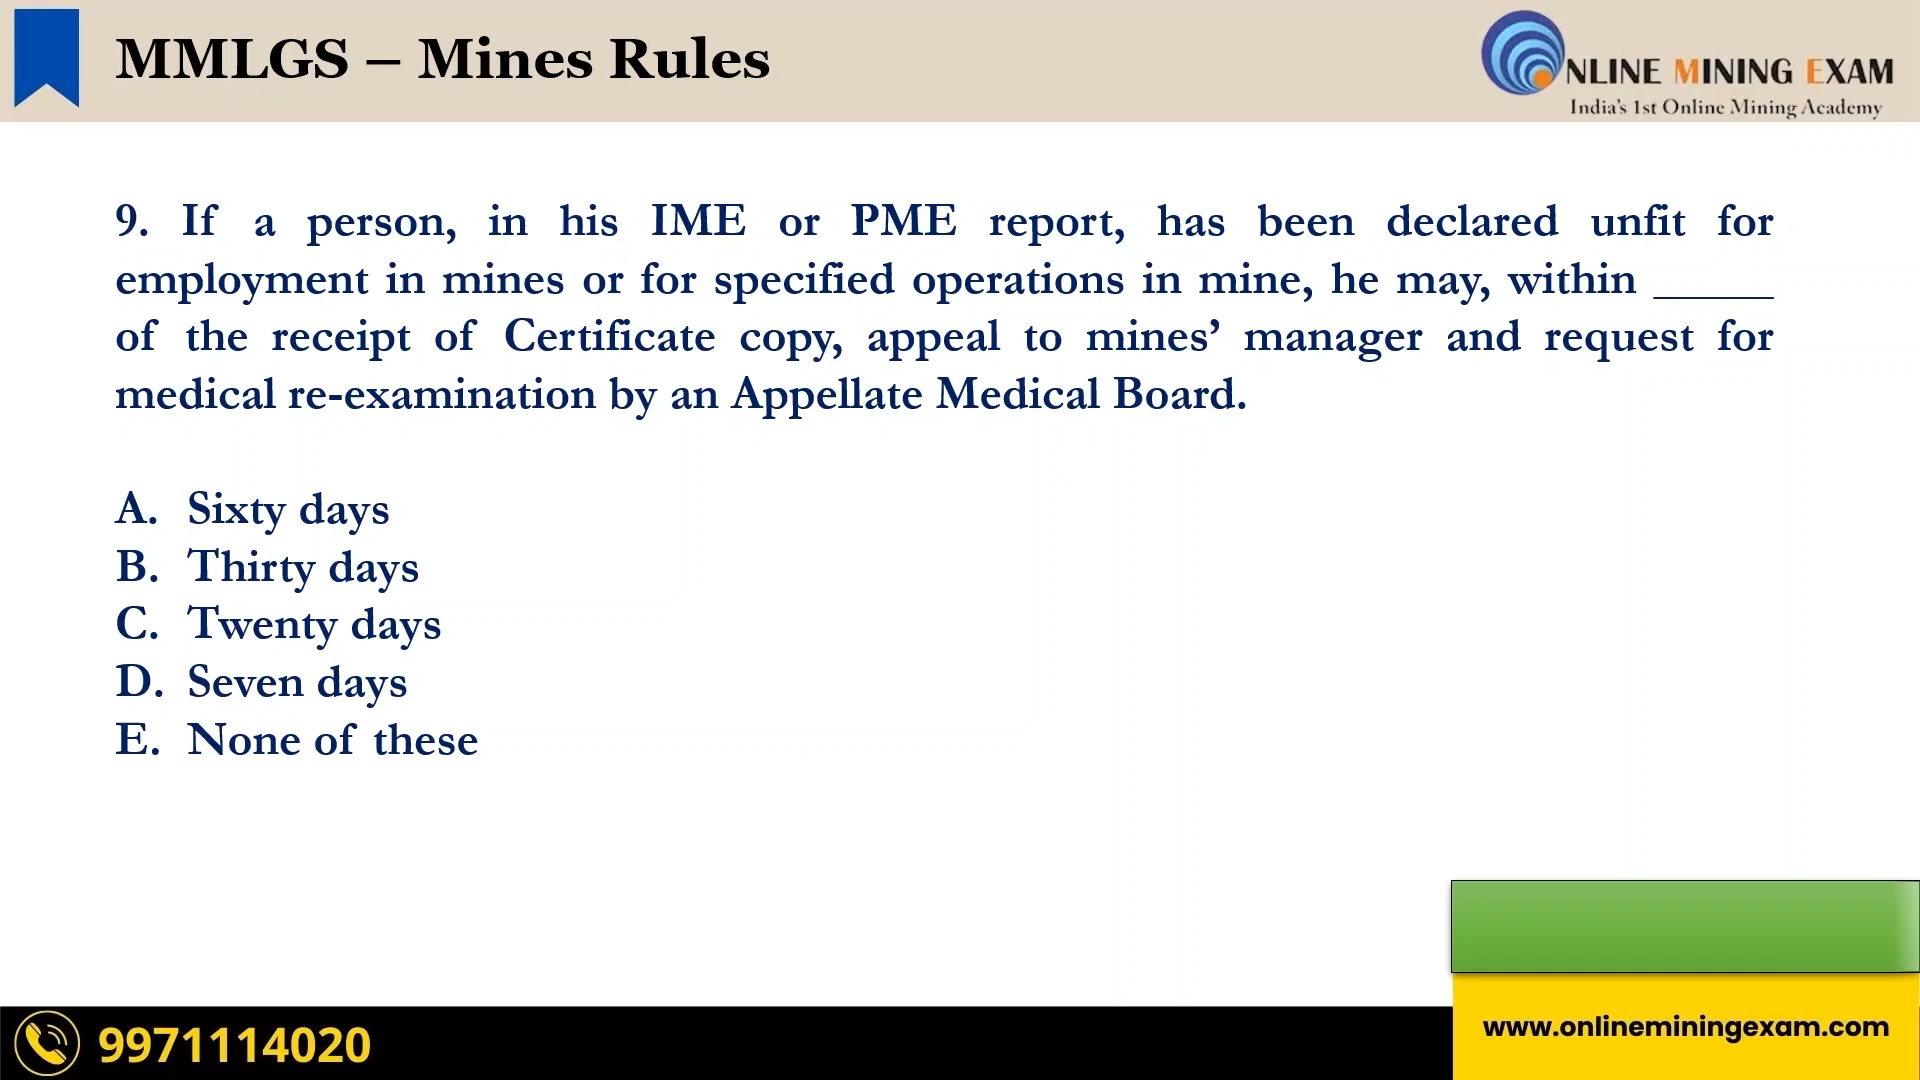 MMLGS – Mines Rules
NLINE MINING EXAM
India's 1st Online Mining Academy
9. If a person, in his IME or PME report, has been declared unfit for
employment in mines or for specified operations in mine, he may, within _____
of the receipt of Certificate copy, appeal to mines’ manager and request for
medical re-examination by an Appellate Medical Board.
A. Sixty days
B. Thirty days
C. Twenty days
D. Seven days
E. None of these
9971114020
www.onlineminingexam.com